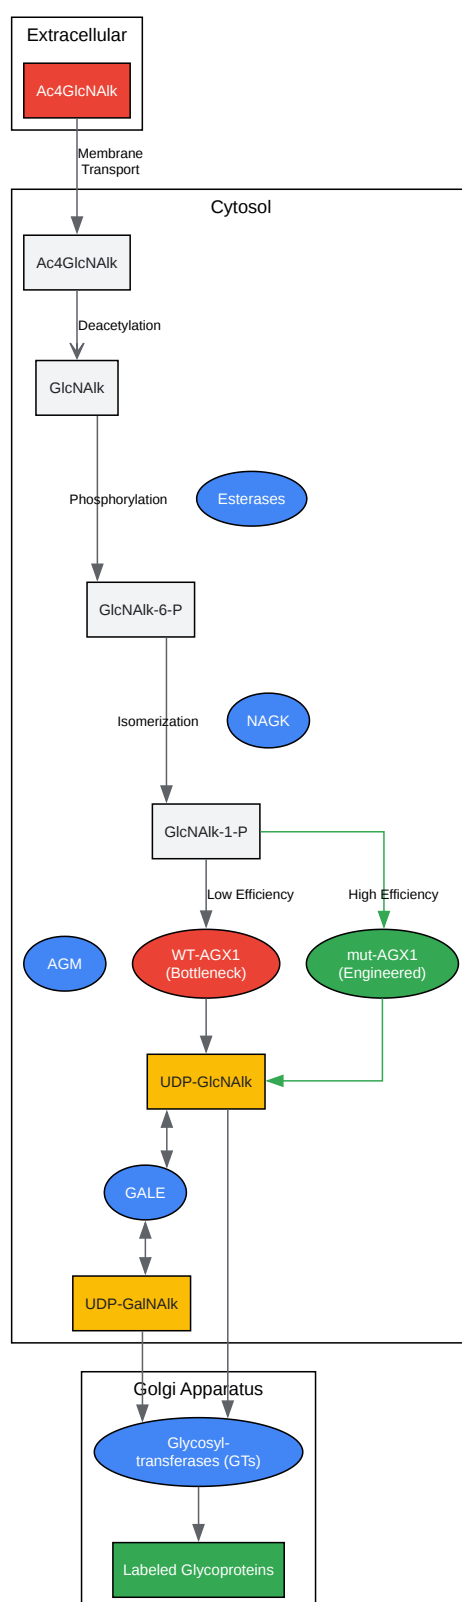 Extracellular
Ac4GlcNAlk
Membrane
Transport
Cytosol
Ac4GlcNAlk
Deacetylation
GlcNAlk
Phosphorylation
Esterases
GlcNAlk-6-P
Isomerization
NAGK
GlcNAlk-1-P
Low Efficiency
High Efficiency
AGM
WT-AGX1
(Bottleneck)
mut-AGX1
(Engineered)
UDP-GlcNAlk
GALE
UDP-GalNAlk
Golgi Apparatus
Glycosyl-
transferases (GTs)
Labeled Glycoproteins